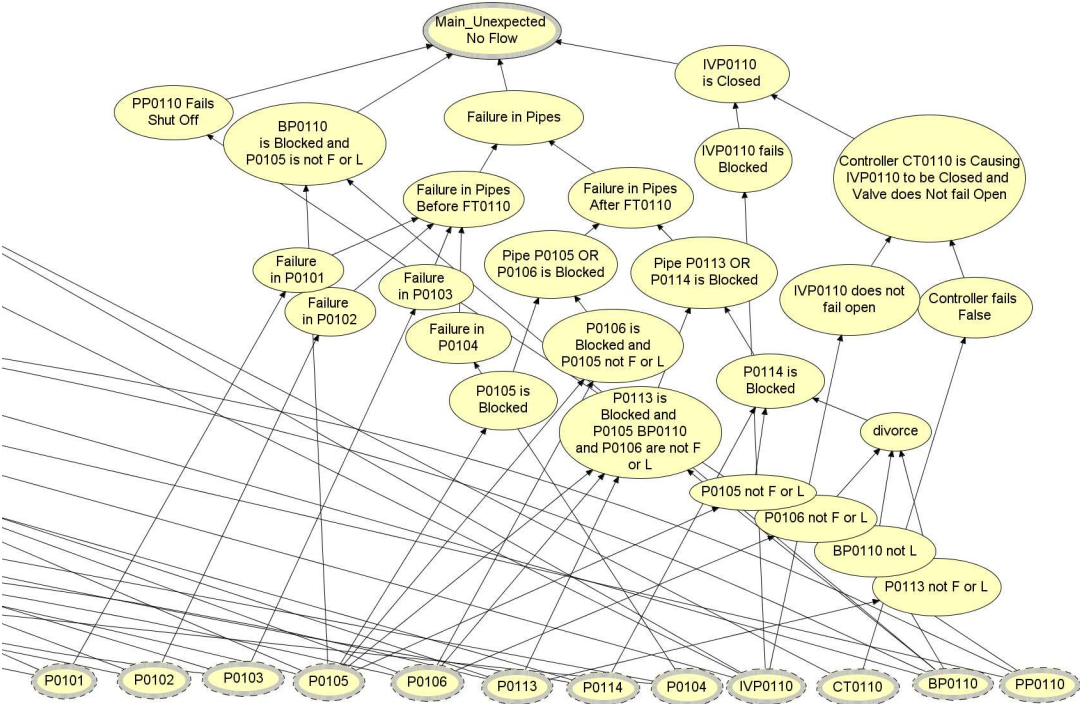 Main_Unexpected
No Flow
IVP0110
is Closed
PP0110 Fails
Shut Off
BP0110
is Blocked and
P0105 is not F or L
Failure in Pipes
IVP0110 fails
Blocked
Controller CT0110 is Causing
IVP0110 to be Closed and
Valve does Not fail Open
Failure in Pipes
Before FT0110
Failure in Pipes
After FT0110
Failure
in P0101
Failure
in P0102
Failure
in P0103
Failure in
P0104
Pipe P0105 OR
P0106 is Blocked
Pipe P0113 OR
P0114 is Blocked
IVP0110 does not
fail open
Controller fails
False
P0106 is
Blocked and
P0105 not F or L
P0105 is
Blocked
P0114 is
Blocked
P0113 is
Blocked and
P0105 BP0110
and P0106 are not F
or L
divorce
P0105 not F or L
P0106 not F or L
BP0110 not L
P0113 not F or L
P0101
P0102
P0103
P0105
P0106
P0113
P0114
P0104
IVP0110
CT0110
BP0110
PP0110